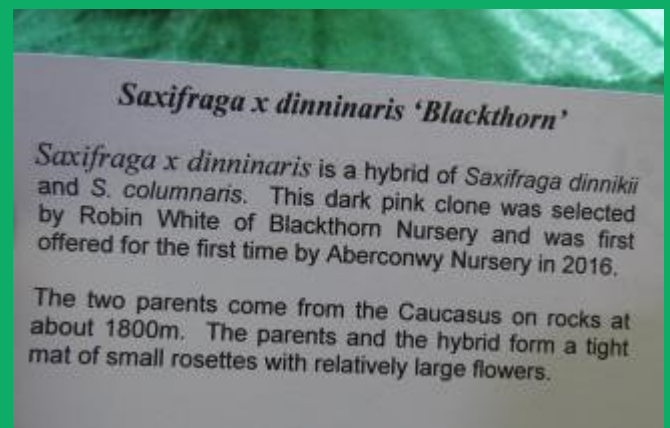 Saxifraga x dinninaris ‘Blackthorn’
Saxifraga x dinninaris is a hybrid of Saxifraga dinnikii
and S. columnaris. This dark pink clone was selected
by Robin White of Blackthorn Nursery and was first
offered for the first time by Aberconwy Nursery in 2016.
The two parents come from the Caucasus on rocks at
about 1800m. The parents and the hybrid form a tight
mat of small rosettes with relatively large flowers.